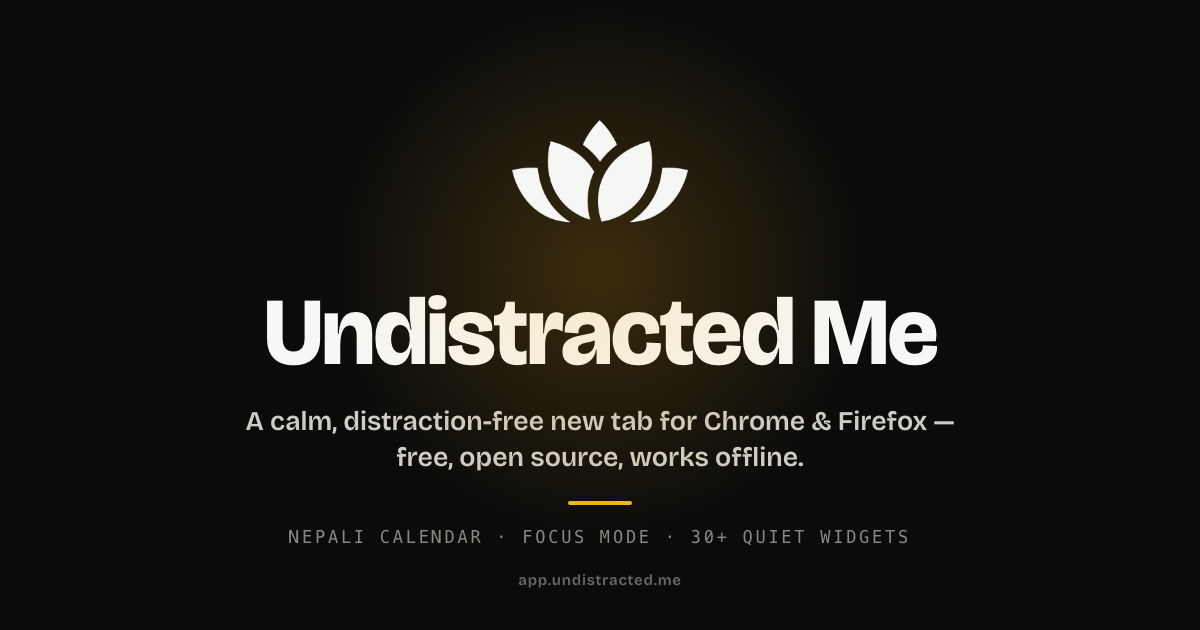 Undistracted Me
A calm, distraction-free new tab for Chrome & Firefox —
free, open source, works offline.
NEPALI CALENDAR · FOCUS MODE · 30+ QUIET WIDGETS
app.undistracted.me